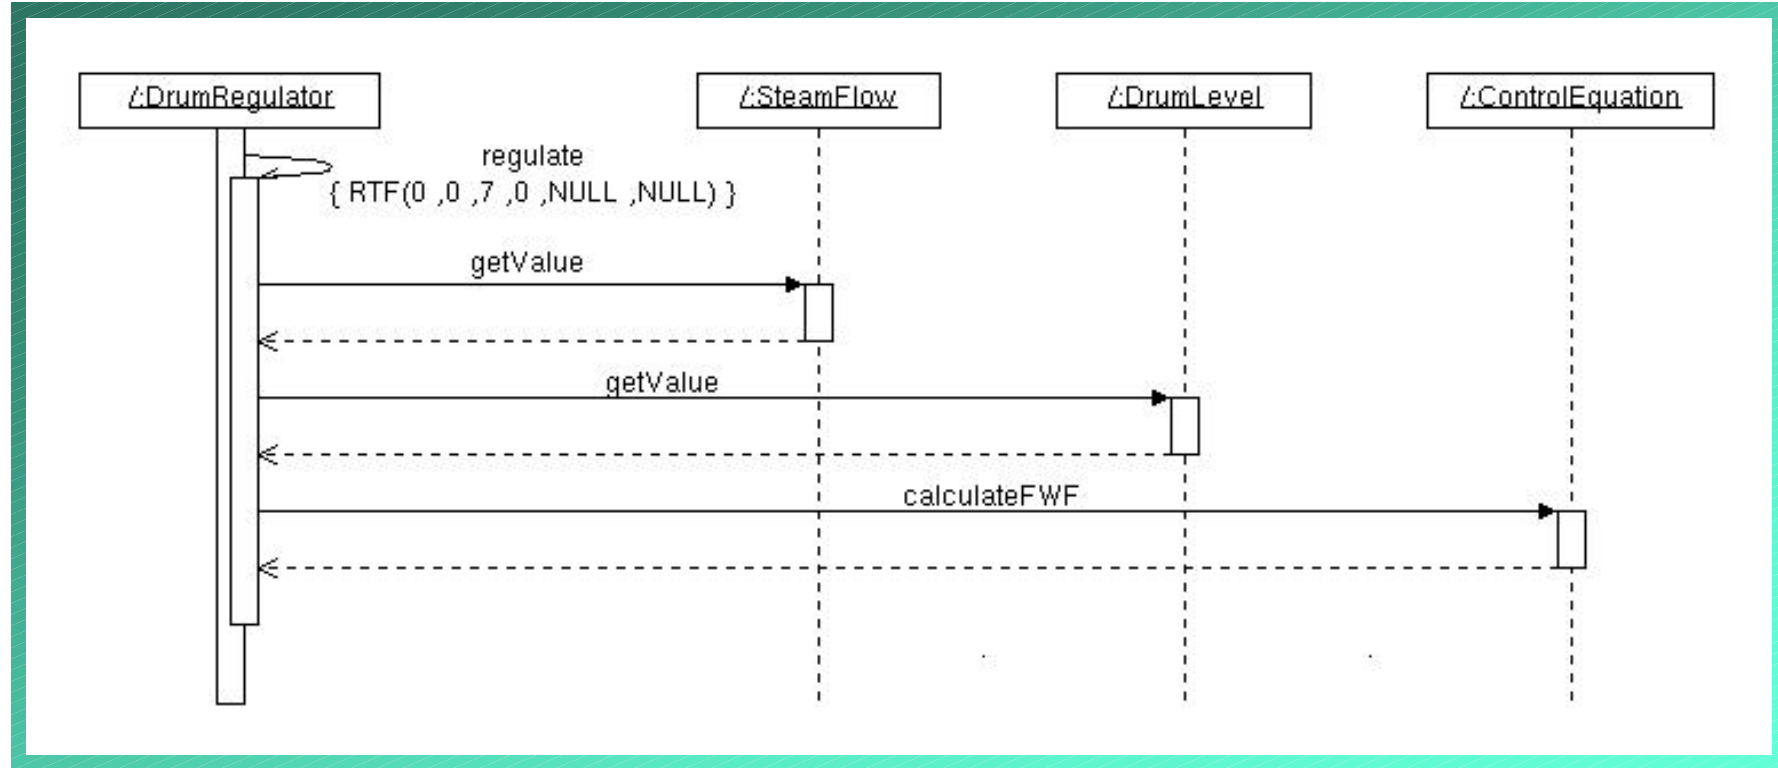 /:DrumRegulator
/:SteamFlow
/:DrumLevel
/:ControlEquation
regulate
{ RTF(0 ,0 ,7 ,0 ,NULL ,NULL) }
getValue
getValue
calculateFWF